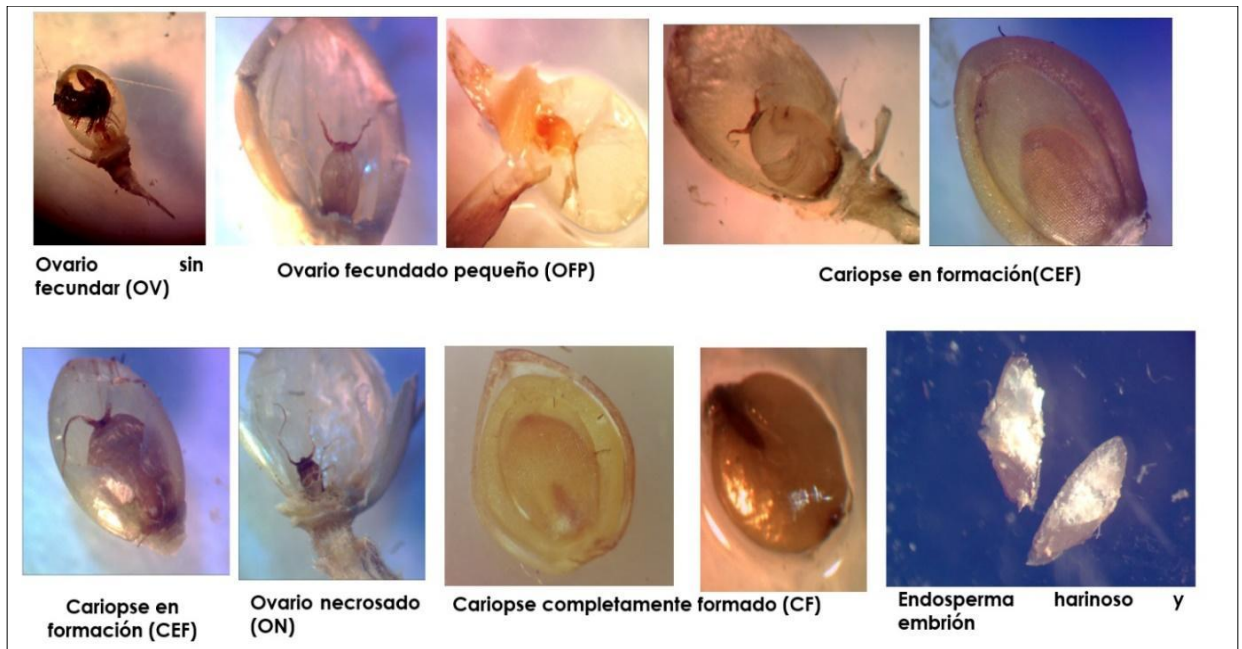 Ovario sin
fecundar (OV)
Ovario fecundado pequeño (OFP)
Cariopse en formación(CEF)
Cariopse en
formación (CEF)
Ovario necrosado
(ON)
Cariopse completamente formado (CF)
Endosperma harinoso y
embrión